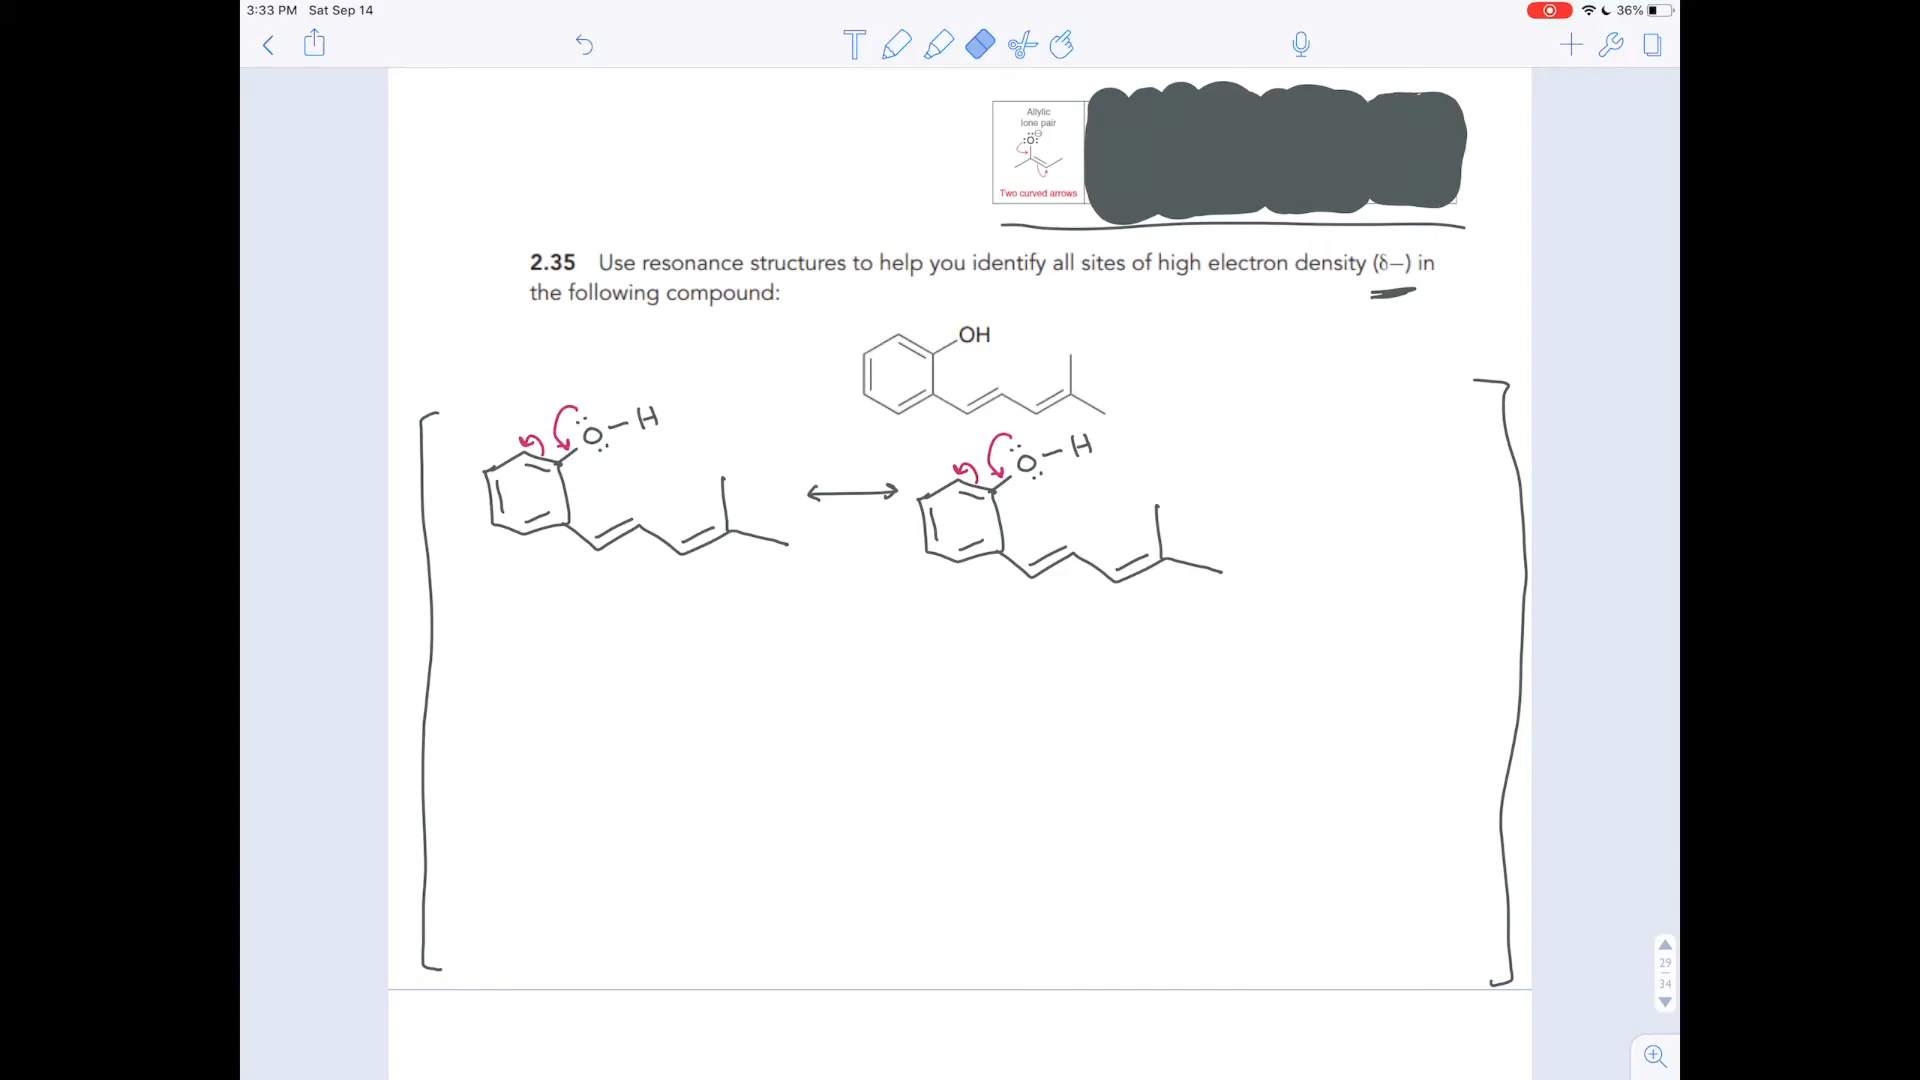 3:33 PM Sat Sep 14
36%
T
Allylic
lone pair
:O:
⊖
Two curved arrows
2.35 Use resonance structures to help you identify all sites of high electron density (δ−) in
the following compound:
OH
O-H
O-H
29
34